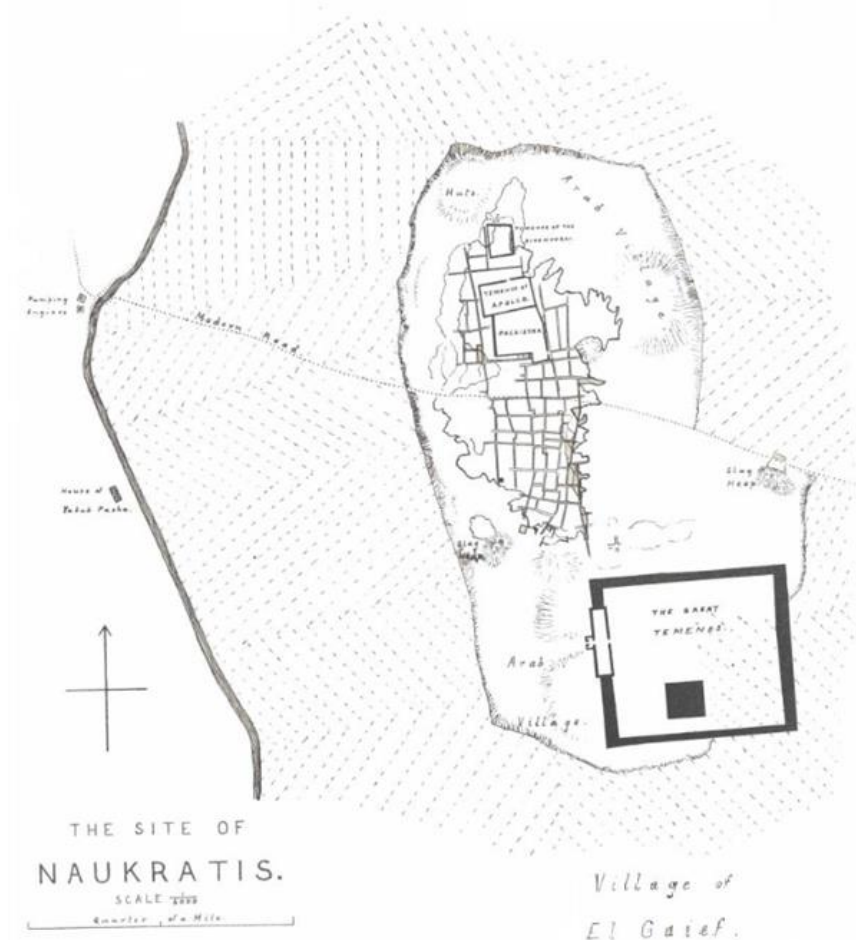 Huts.
Arab Village
TEMENOS OF THE
DIOSKOUROI.
TEMENOS OF
APOLLO.
PALAISTRA.
Pumping
Engines
Modern Road
House of
Yakub Pasha.
Slag
Heap
Slag
Heap
THE GREAT
TEMENOS.
Arab
Village.
THE SITE OF
NAUKRATIS.
SCALE
Quarter of a Mile.
Village of
El Gaief.